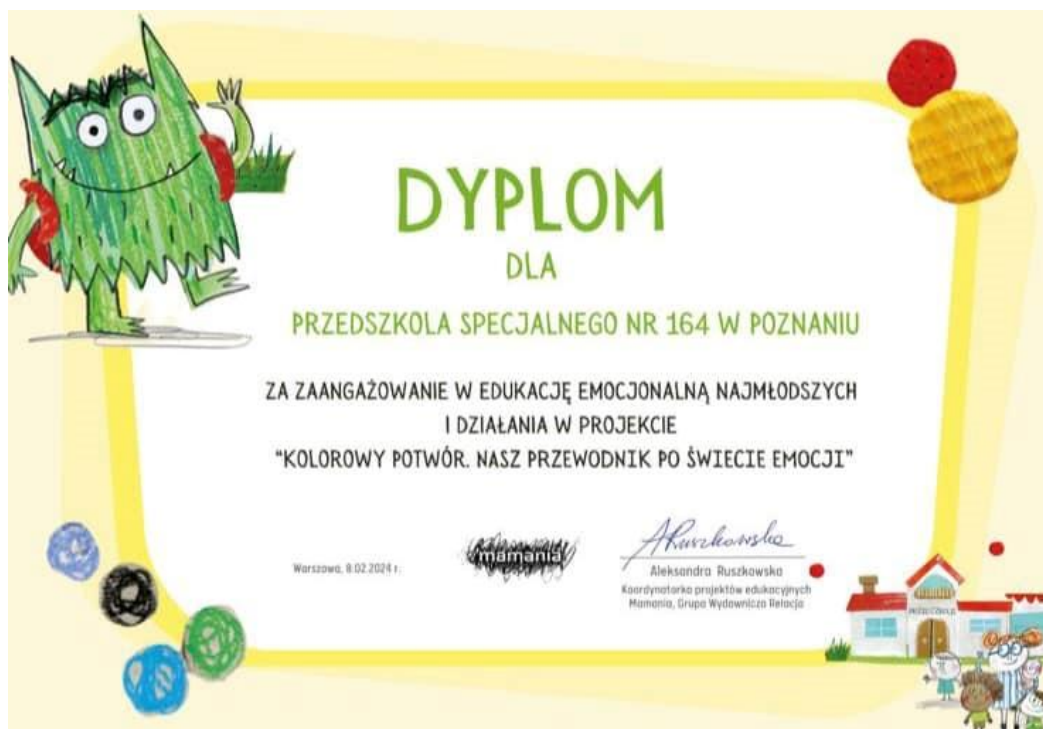 DYPLOM
DLA
PRZEDSZKOLA SPECJALNEGO NR 164 W POZNANIU
ZA ZAANGAŻOWANIE W EDUKACJĘ EMOCJONALNĄ NAJMŁODSZYCH
I DZIAŁANIA W PROJEKCIE
"KOLOROWY POTWÓR. NASZ PRZEWODNIK PO ŚWIECIE EMOCJI"
Warszawa, 8.02.2024 r.
mamania
ARuszkowska
Aleksandra Ruszkowska
Koordynatorka projektów edukacyjnych
Mamania, Grupa Wydawnicza Relacja